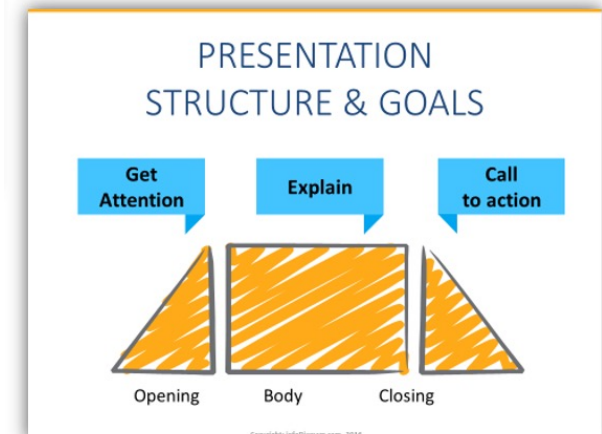 PRESENTATION
STRUCTURE & GOALS
Get
Attention
Explain
Call
to action
Opening
Body
Closing